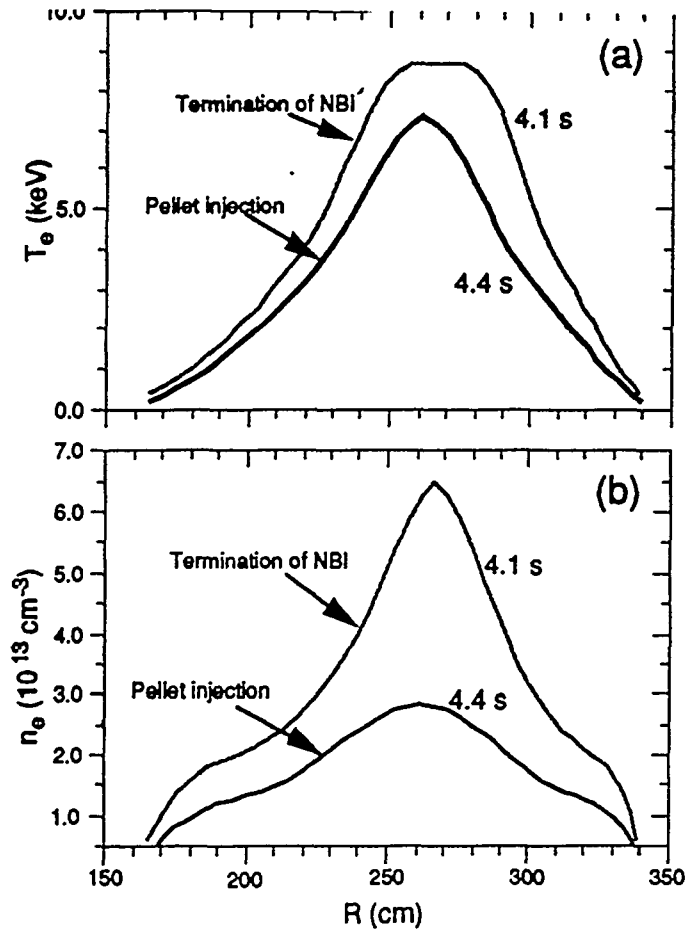 10.0
(a)
Termination of NBI
4.1 s
Pellet injection
5.0
4.4 s
0.0
Te (keV)
7.0
(b)
6.0
Termination of NBI
4.1 s
5.0
4.0
Pellet injection
4.4 s
3.0
2.0
1.0
ne (10 13 cm-3)
150 200 250 300 350
R (cm)